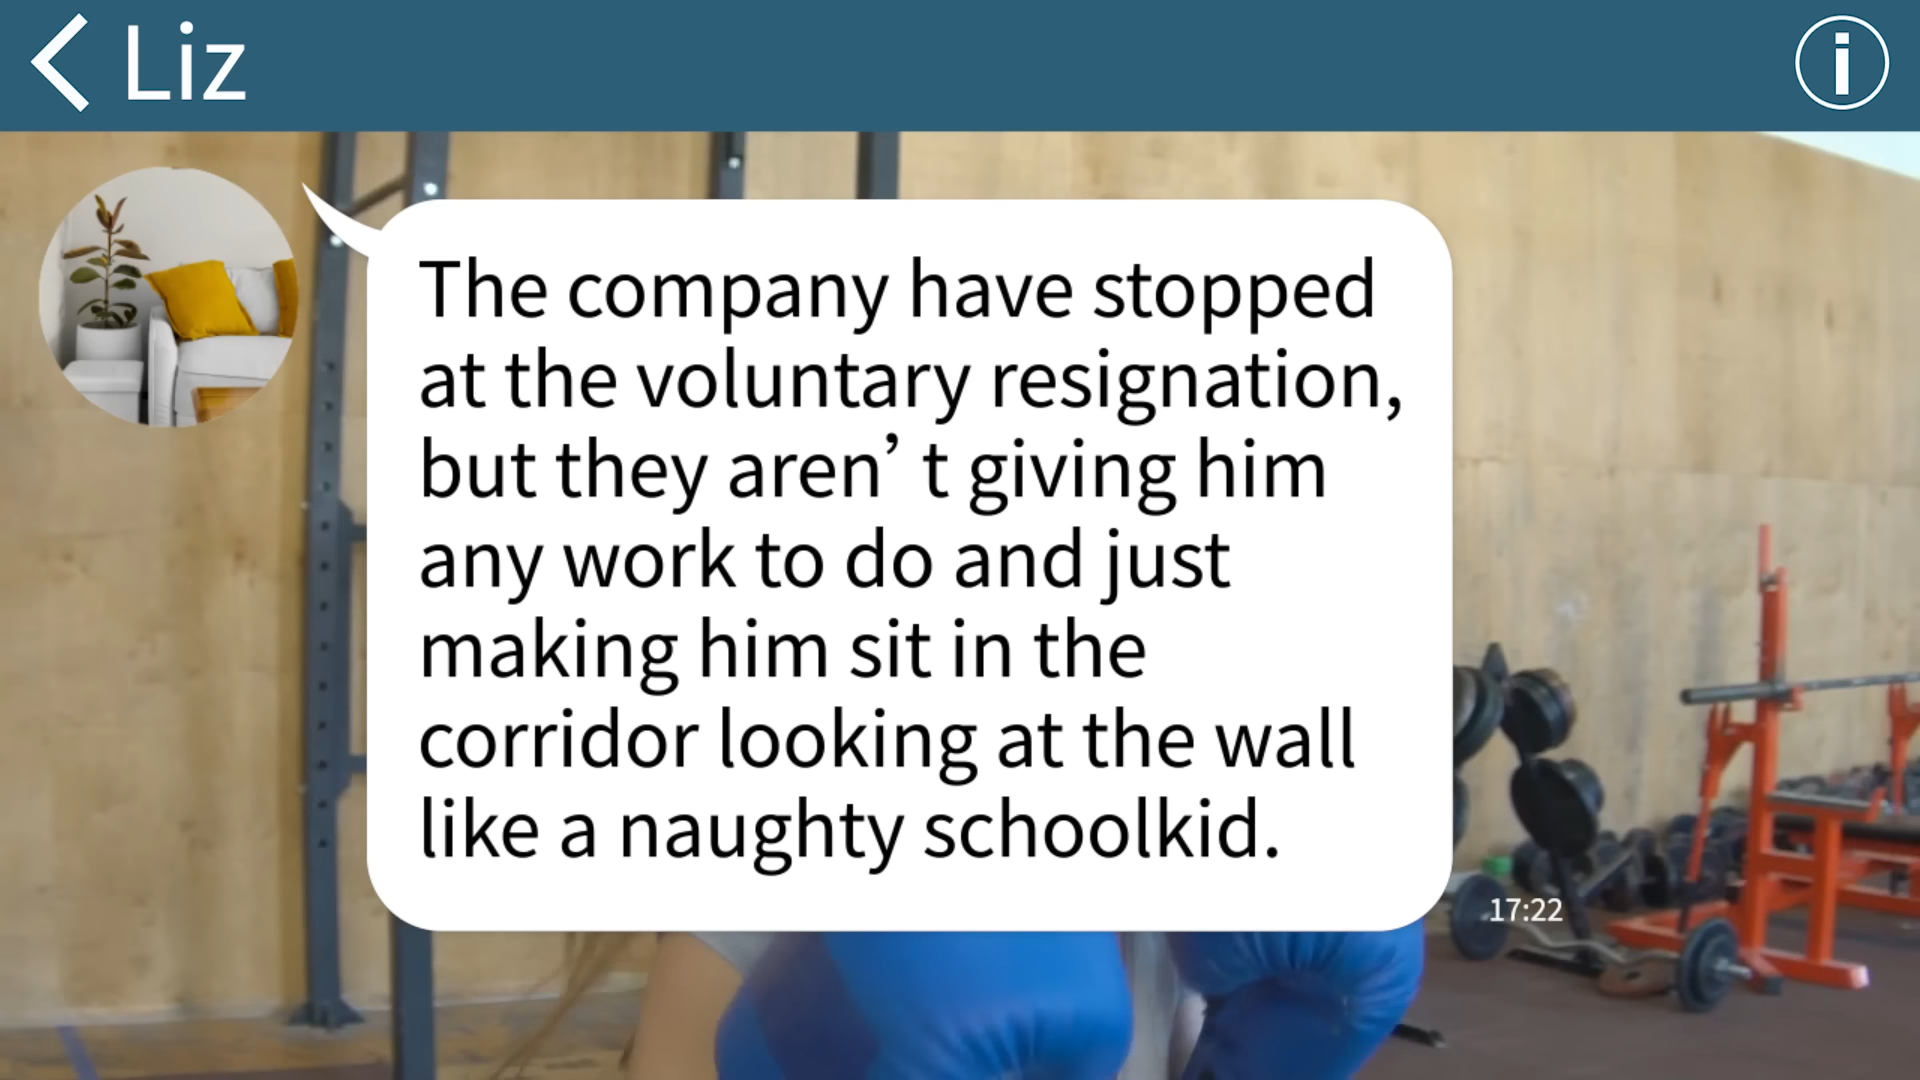 Liz
The company have stopped
at the voluntary resignation,
but they aren’ t giving him
any work to do and just
making him sit in the
corridor looking at the wall
like a naughty schoolkid.
17:22